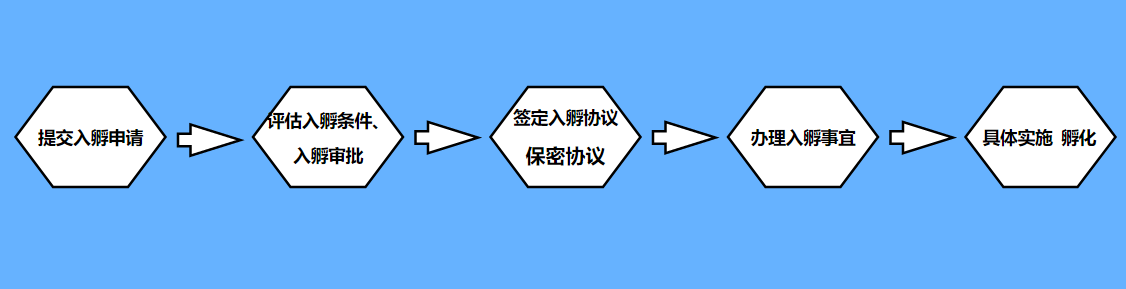 提交入孵申请
评估入孵条件、
入孵审批
签定入孵协议
保密协议
办理入孵事宜
具体实施 孵化